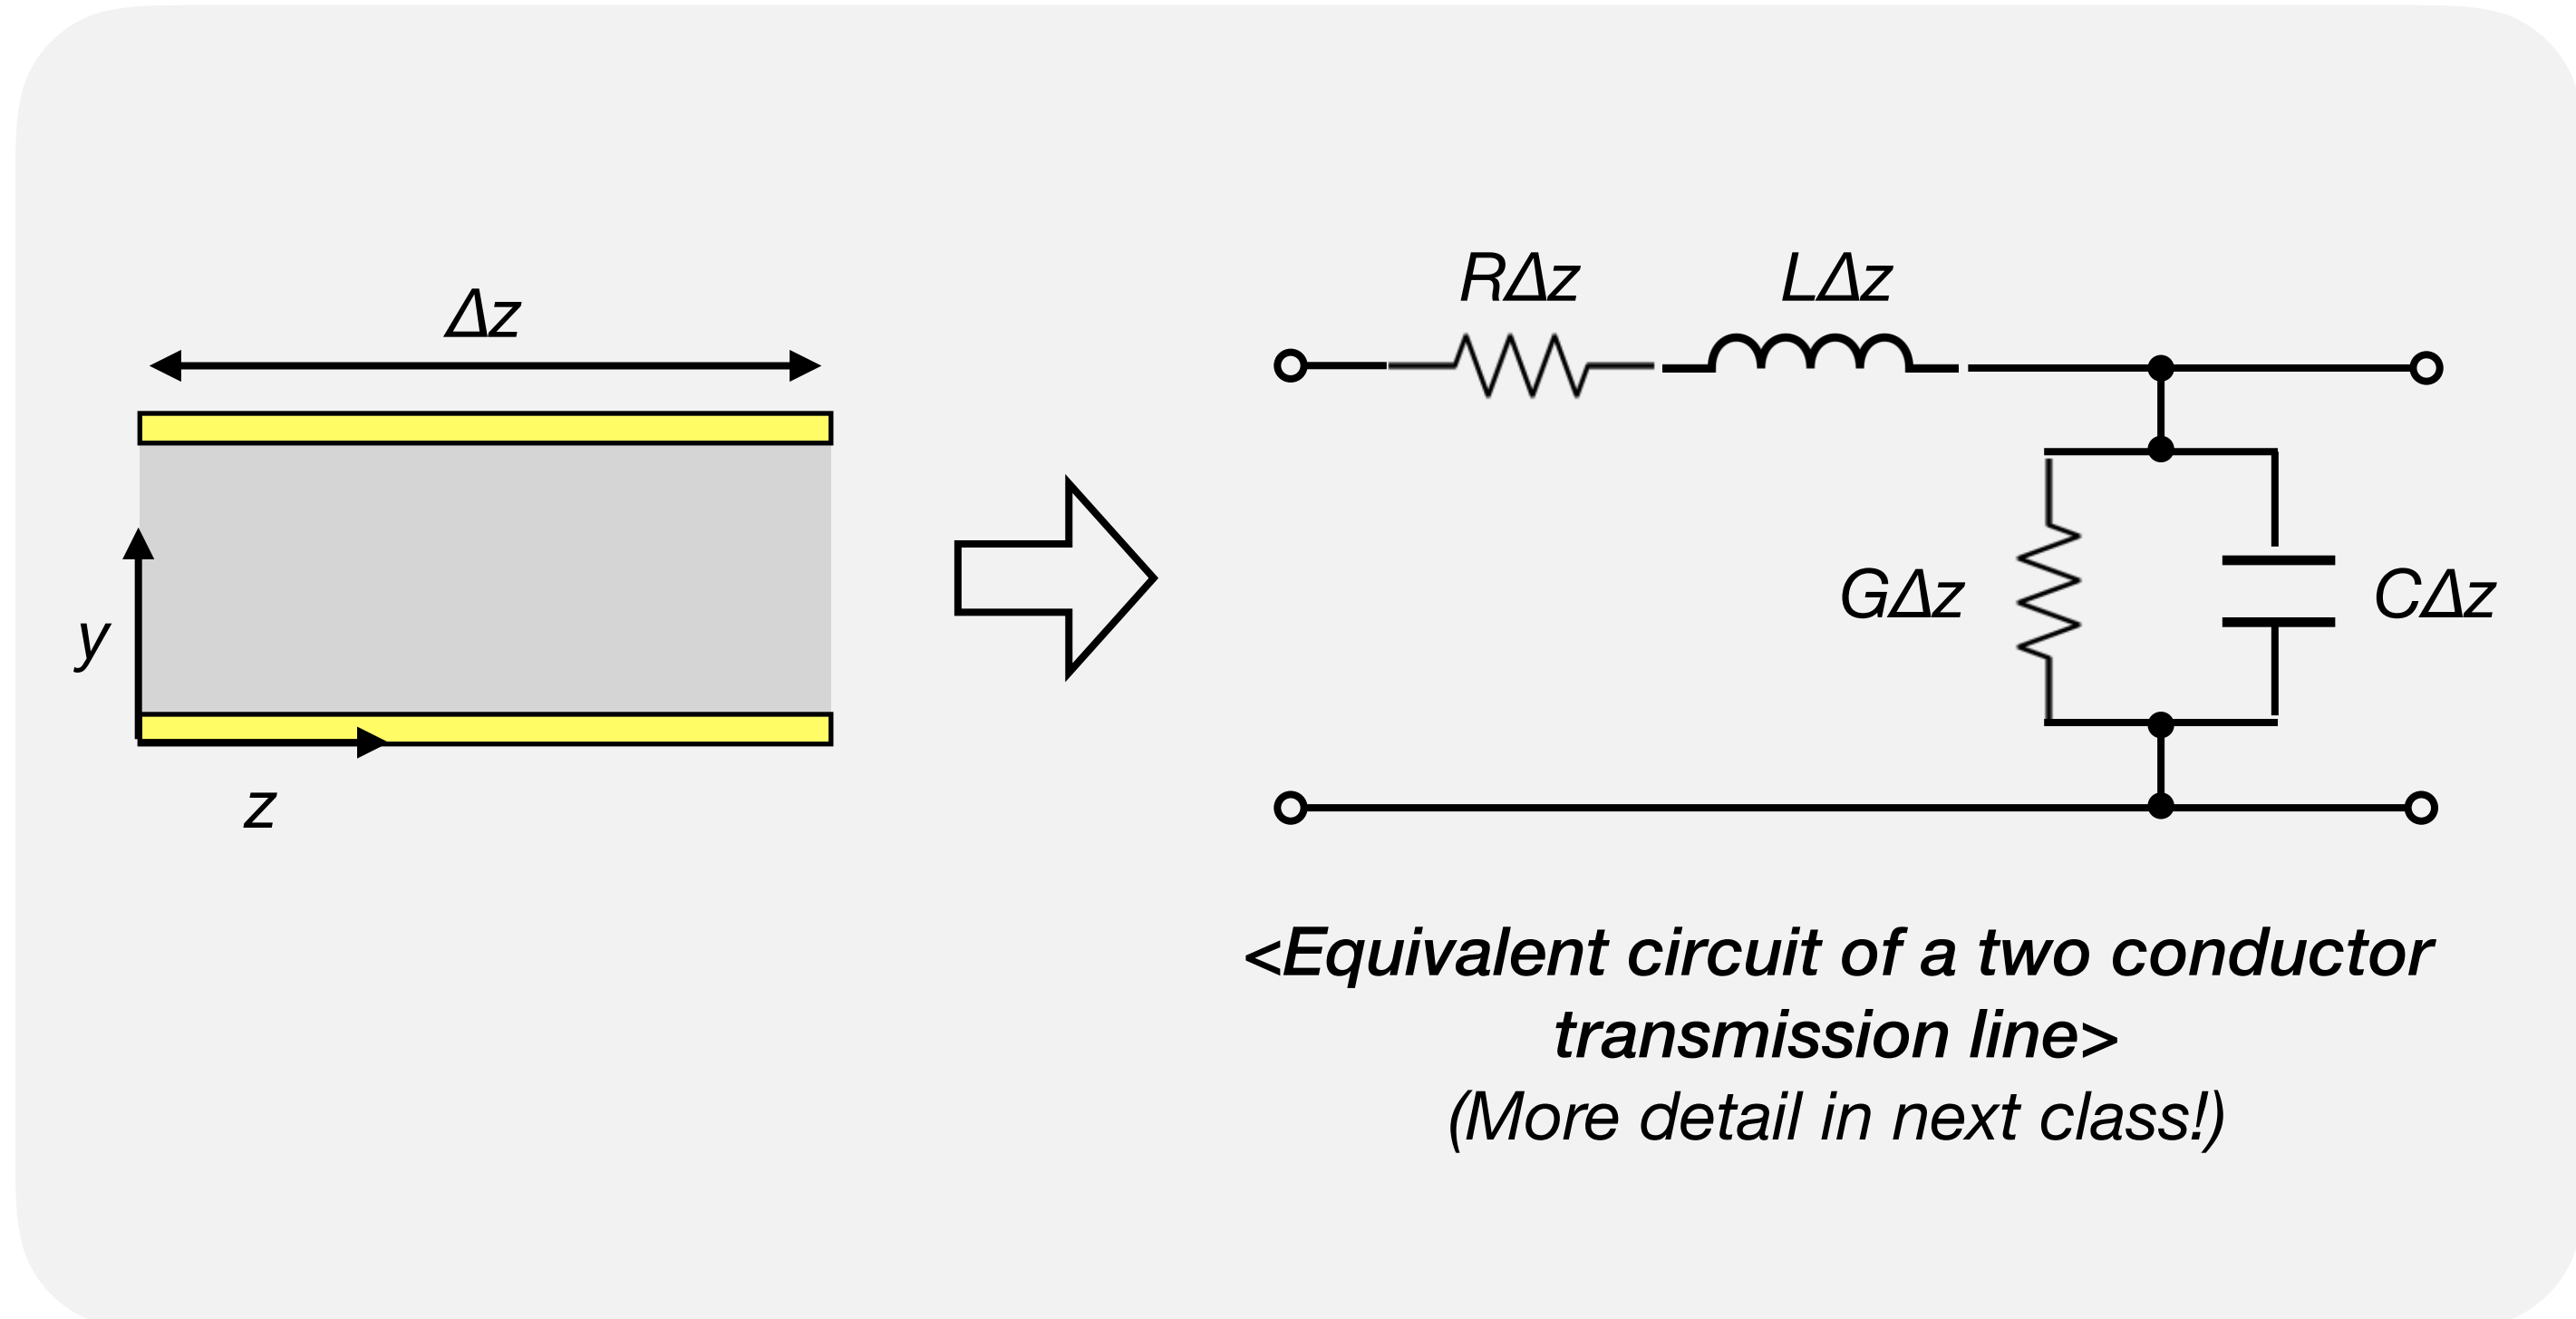 Δz
y
z
RΔz
LΔz
GΔz
CΔz
<Equivalent circuit of a two conductor
transmission line>
(More detail in next class!)